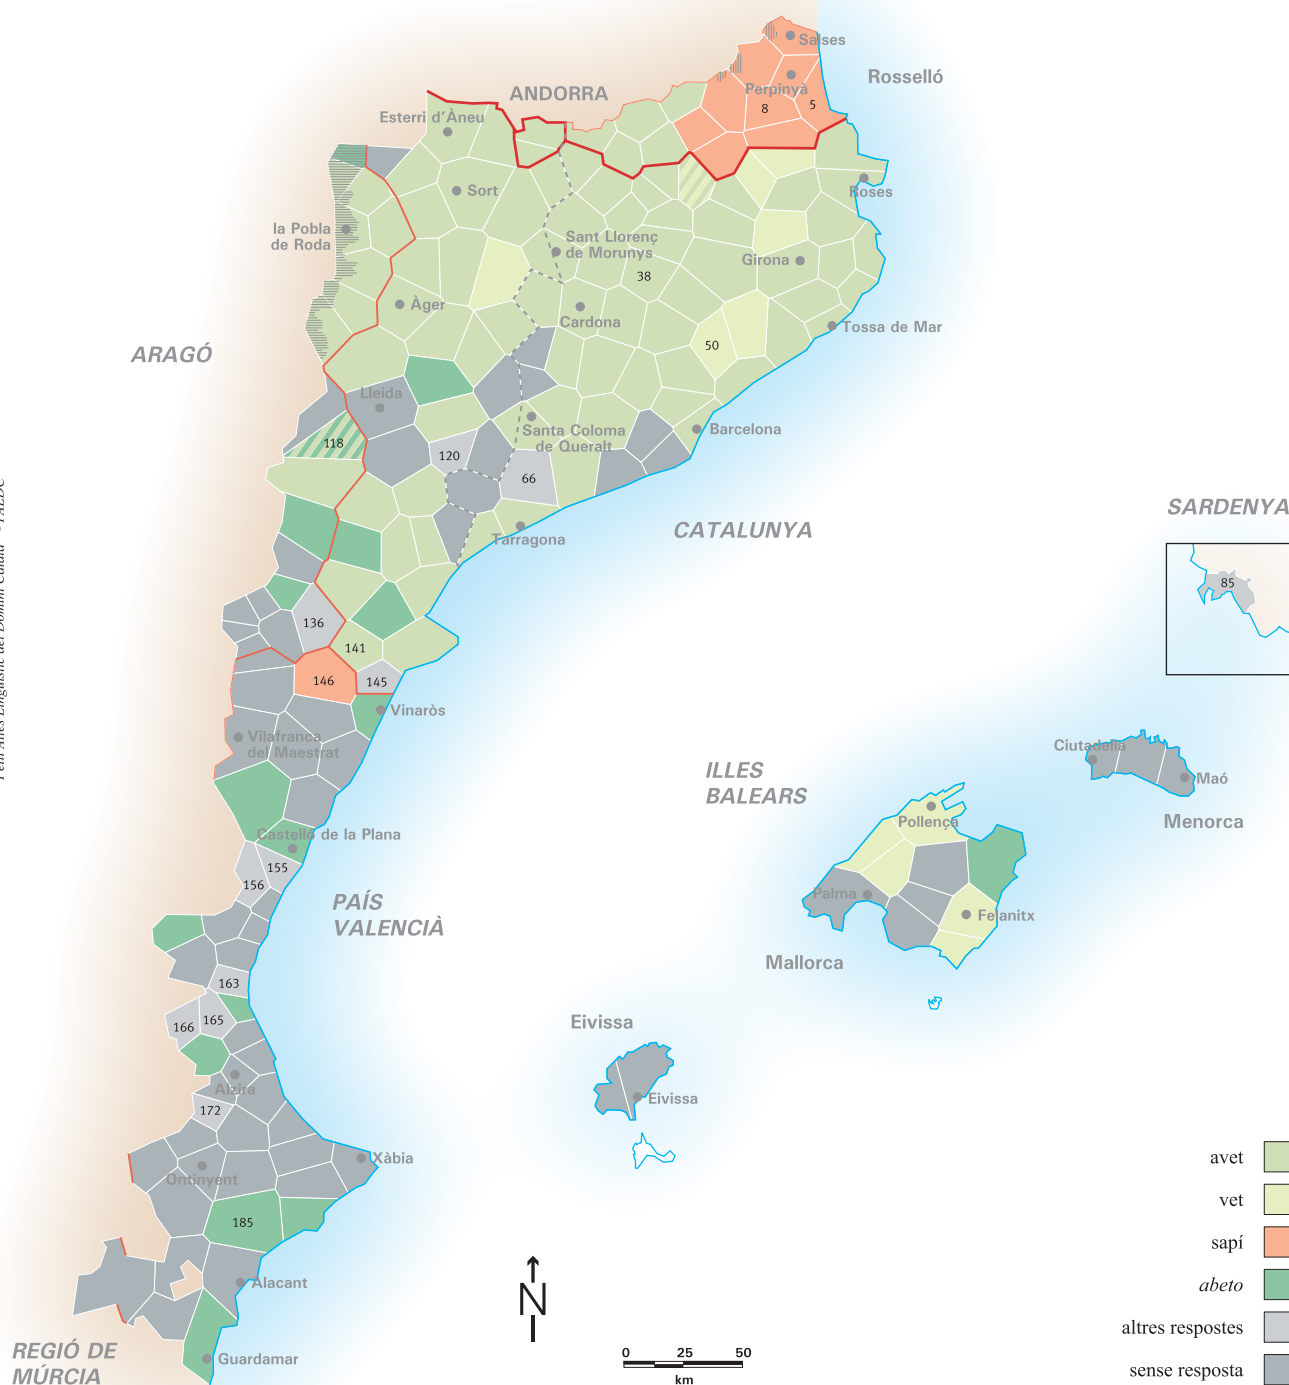 Salses
Rosselló
Perpinyà
8
5
ANDORRA
Esterri d'Àneu
Sort
Roses
la Pobla
de Roda
Sant Llorenç
de Morunys
Girona
38
Àger
Cardona
Tossa de Mar
ARAGÓ
50
Lleida
Santa Coloma
de Queralt
Barcelona
118
120
66
Tarragona
CATALUNYA
SARDENYA
85
136
141
146
145
Vinaròs
Vilafranca
del Maestrat
Ciutadella
Maó
Menorca
ILLES
BALEARS
Pollença
Castelló de la Plana
155
156
Palma
Felanitx
PAÍS
VALENCIÀ
Mallorca
163
165
166
Eivissa
Alzira
Eivissa
172
Xàbia
Ontinyent
185
Alacant
REGIÓ DE
MÚRCIA
Guardamar
N
0 25 50
km
avet
vet
sapí
abeto
altres respostes
sense resposta